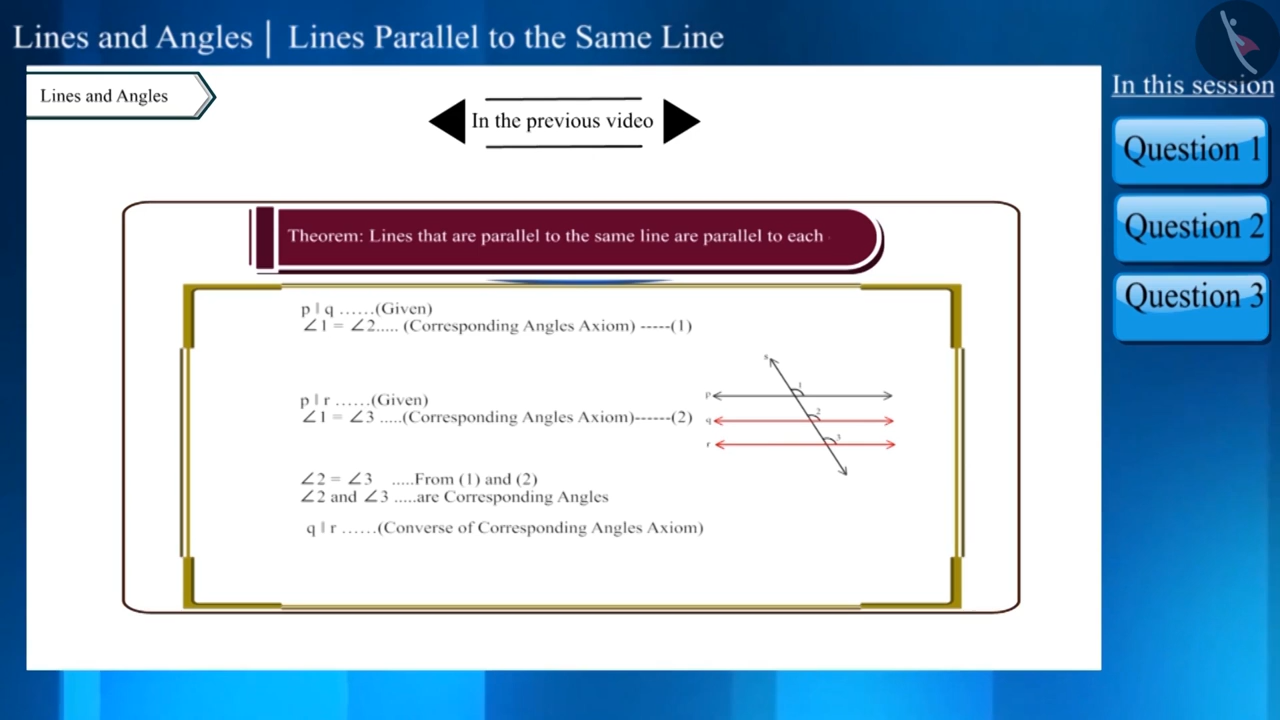 Lines and Angles | Lines Parallel to the Same Line
Lines and Angles
In the previous video
In this session
Question 1
Question 2
Question 3
Theorem: Lines that are parallel to the same line are parallel to each
p ∥ q ......(Given)
∠1 = ∠2..... (Corresponding Angles Axiom) -----(1)
p ∥ r ......(Given)
∠1 = ∠3 .....(Corresponding Angles Axiom)------(2)
∠2 = ∠3 .....From (1) and (2)
∠2 and ∠3 .....are Corresponding Angles
q ∥ r ......(Converse of Corresponding Angles Axiom)
s
1
p
2
q
3
r